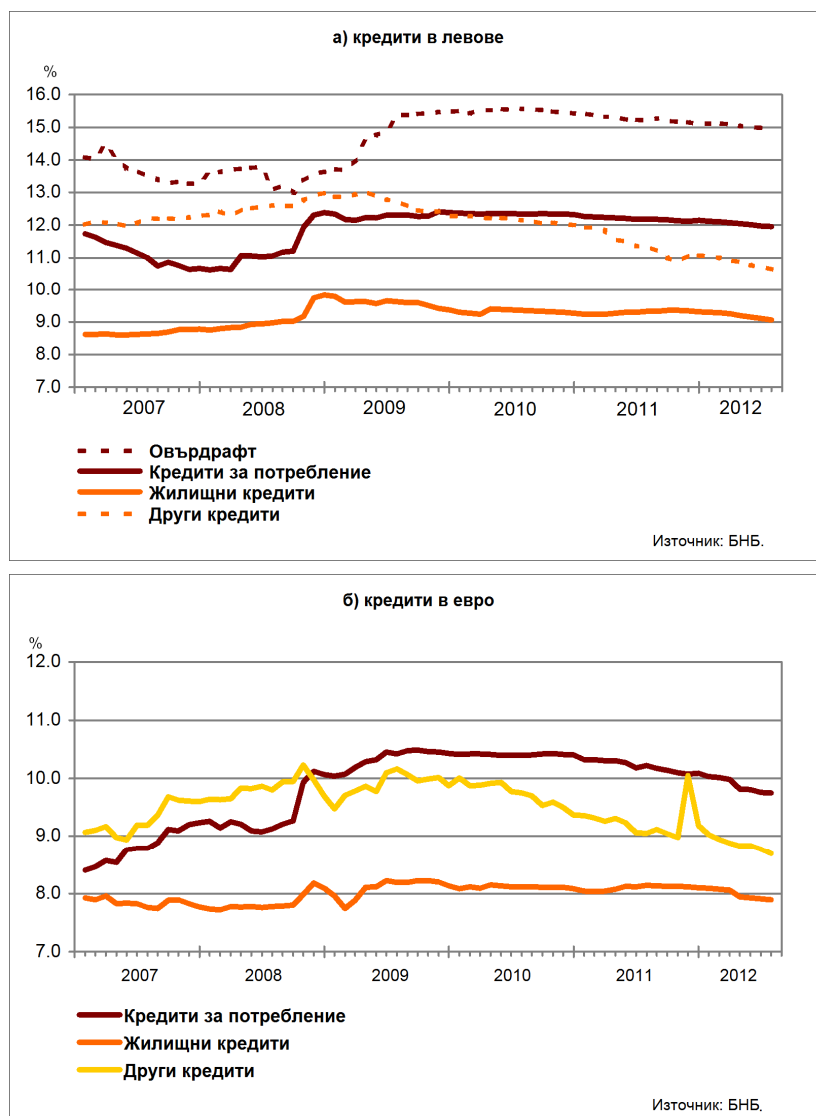 а) кредити в левове
%
16.0
15.0
14.0
13.0
12.0
11.0
10.0
9.0
8.0
7.0
2007 2008 2009 2010 2011 2012
Овърдрафт
Кредити за потребление
Жилищни кредити
Други кредити
Източник: БНБ.
б) кредити в евро
%
12.0
11.0
10.0
9.0
8.0
7.0
2007 2008 2009 2010 2011 2012
Кредити за потребление
Жилищни кредити
Други кредити
Източник: БНБ.